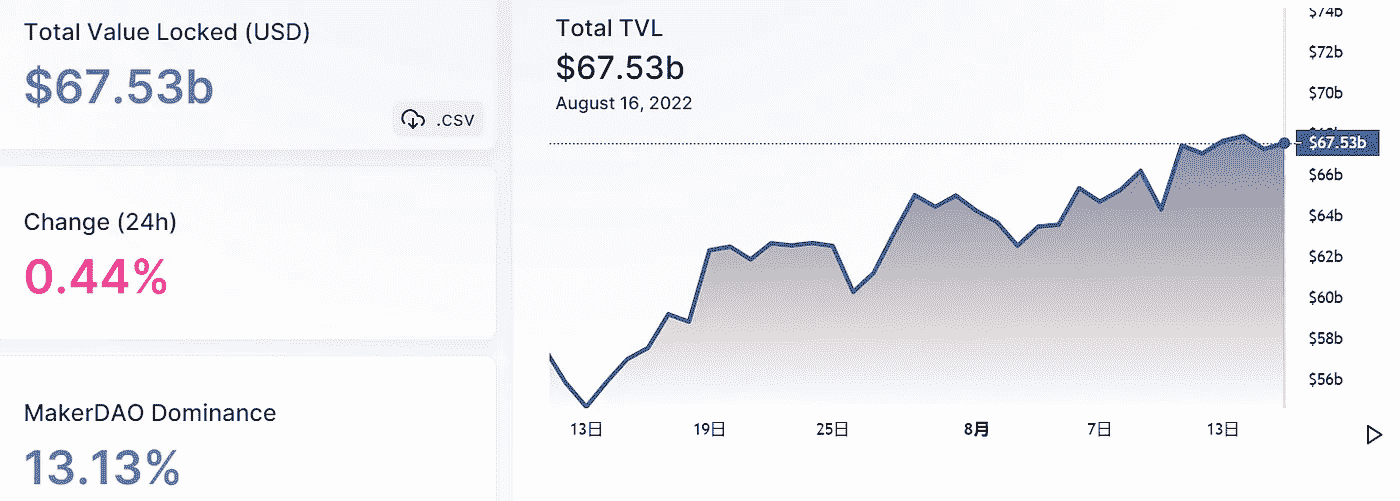 Total Value Locked (USD)
$67.53b
.CSV
Change (24h)
0.44%
MakerDAO Dominance
13.13%
Total TVL
$67.53b
August 16, 2022
$74b
$72b
$70b
$67.53b
$66b
$64b
$62b
$60b
$58b
$56b
13日
19日
25日
8月
7日
13日